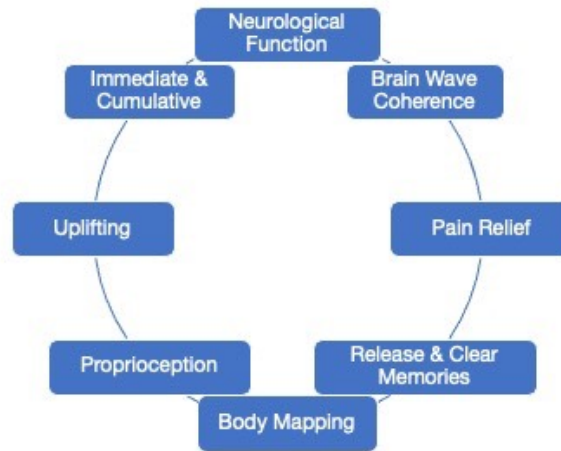 Neurological
Function
Brain Wave
Coherence
Pain Relief
Release & Clear
Memories
Body Mapping
Proprioception
Uplifting
Immediate &
Cumulative